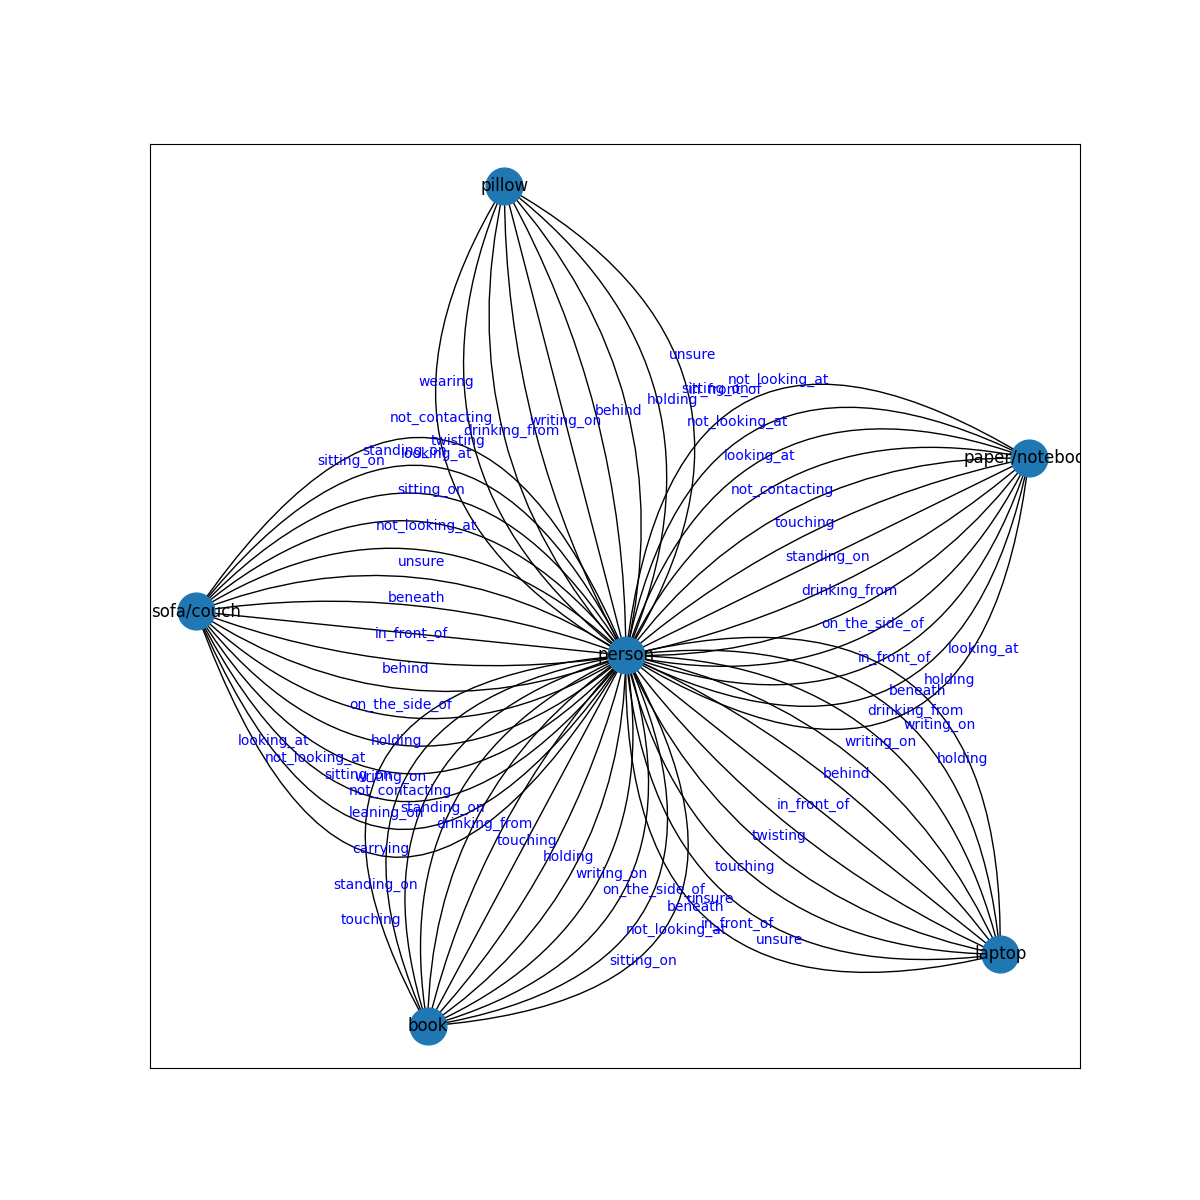 pillow
unsure
not_looking_at
wearing
sitting_on
in_front_of
holding
behind
not_contacting
writing_on
not_looking_at
drinking_from
twisting
standing_on
looking_at
looking_at
paper/noteboo
sitting_on
sitting_on
not_contacting
not_looking_at
touching
standing_on
unsure
drinking_from
beneath
sofa/couch
on_the_side_of
in_front_of
looking_at
person
in_front_of
behind
holding
beneath
on_the_side_of
drinking_from
writing_on
looking_at
holding
writing_on
not_looking_at
holding
sitting_on
writing_on
behind
not_contacting
in_front_of
leaning_on
standing_on
drinking_from
twisting
touching
carrying
holding
touching
writing_on
standing_on
on_the_side_of
unsure
beneath
touching
in_front_of
not_looking_at
unsure
laptop
sitting_on
book